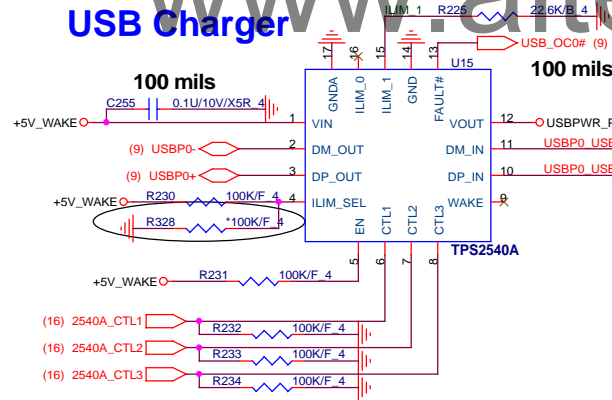 USB Charger
ILIM_1 R225 22.6K/B_4
USB_OC0# (9)
100 mils
100 mils
C255 0.1U/10V/X5R_4
+5V_WAKE
17 16 15 14 13
U15
GNDA ILIM_0 ILIM_1 GND FAULT#
1 VIN VOUT 12
(9) USBP0- 2 DM_OUT DM_IN 11
(9) USBP0+ 3 DP_OUT DP_IN 10
+5V_WAKE R230 100K/F_4 4 ILIM_SEL WAKE 9
R328 *100K/F_4
EN CTL1 CTL2 CTL3
TPS2540A
5 6 7 8
+5V_WAKE R231 100K/F_4
(16) 2540A_CTL1
R232 100K/F_4
(16) 2540A_CTL2
R233 100K/F_4
(16) 2540A_CTL3
R234 100K/F_4